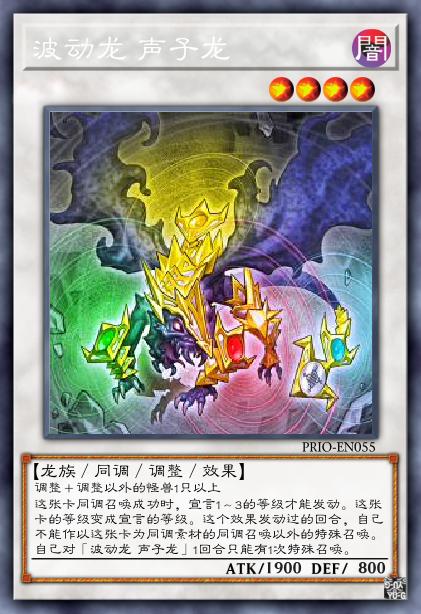 波动龙 声子龙
闇
PRIO-EN055
【龙族/同调/调整/效果】
调整＋调整以外的怪兽1只以上
这张卡同调召唤成功时，宣言1~3的等级才能发动。这张
卡的等级变成宣言的等级。这个效果发动过的回合，自己
不能作以这张卡为同调素材的同调召唤以外的特殊召唤。
自己对「波动龙 声子龙」1回合只能有1次特殊召唤。
ATK/1900 DEF/ 800